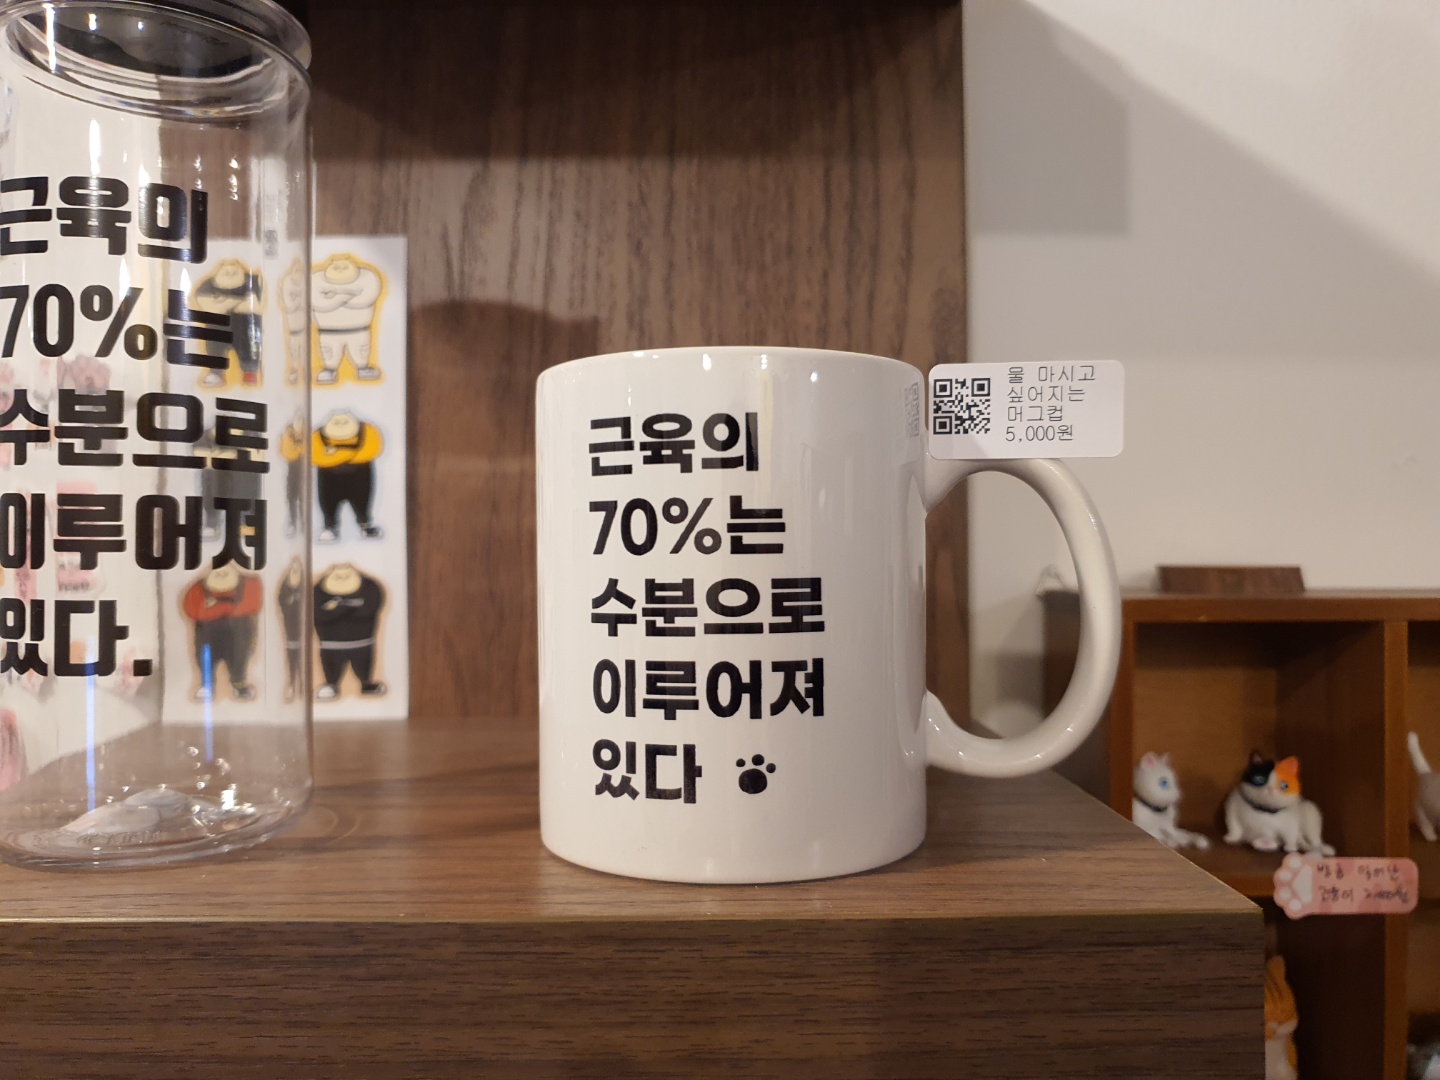 근육의
70%는
수분으로
이루어져
있다.
근육의
70%는
수분으로
이루어져
있다
물 마시고
싶어지는
머그컵
5,000원